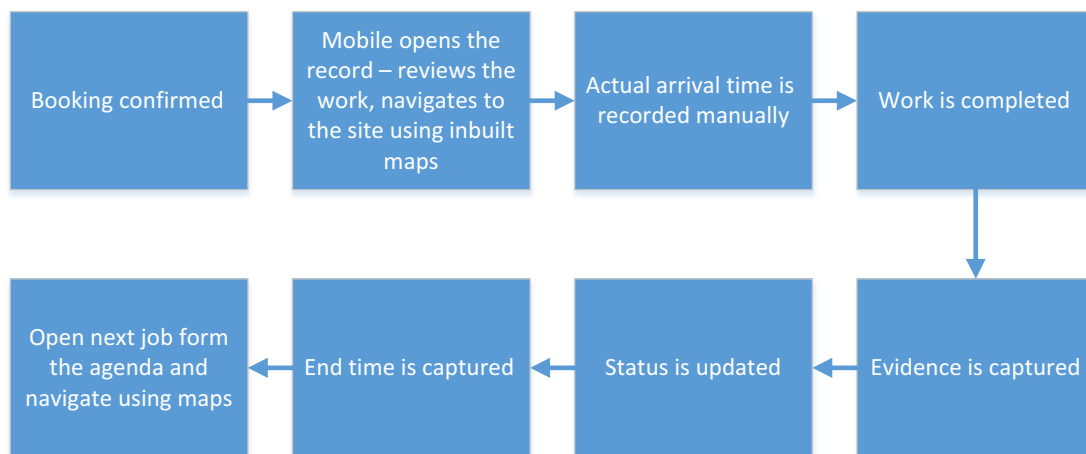 Booking confirmed
Mobile opens the
record – reviews the
work, navigates to
the site using inbuilt
maps
Actual arrival time is
recorded manually
Work is completed
Evidence is captured
Status is updated
End time is captured
Open next job form
the agenda and
navigate using maps